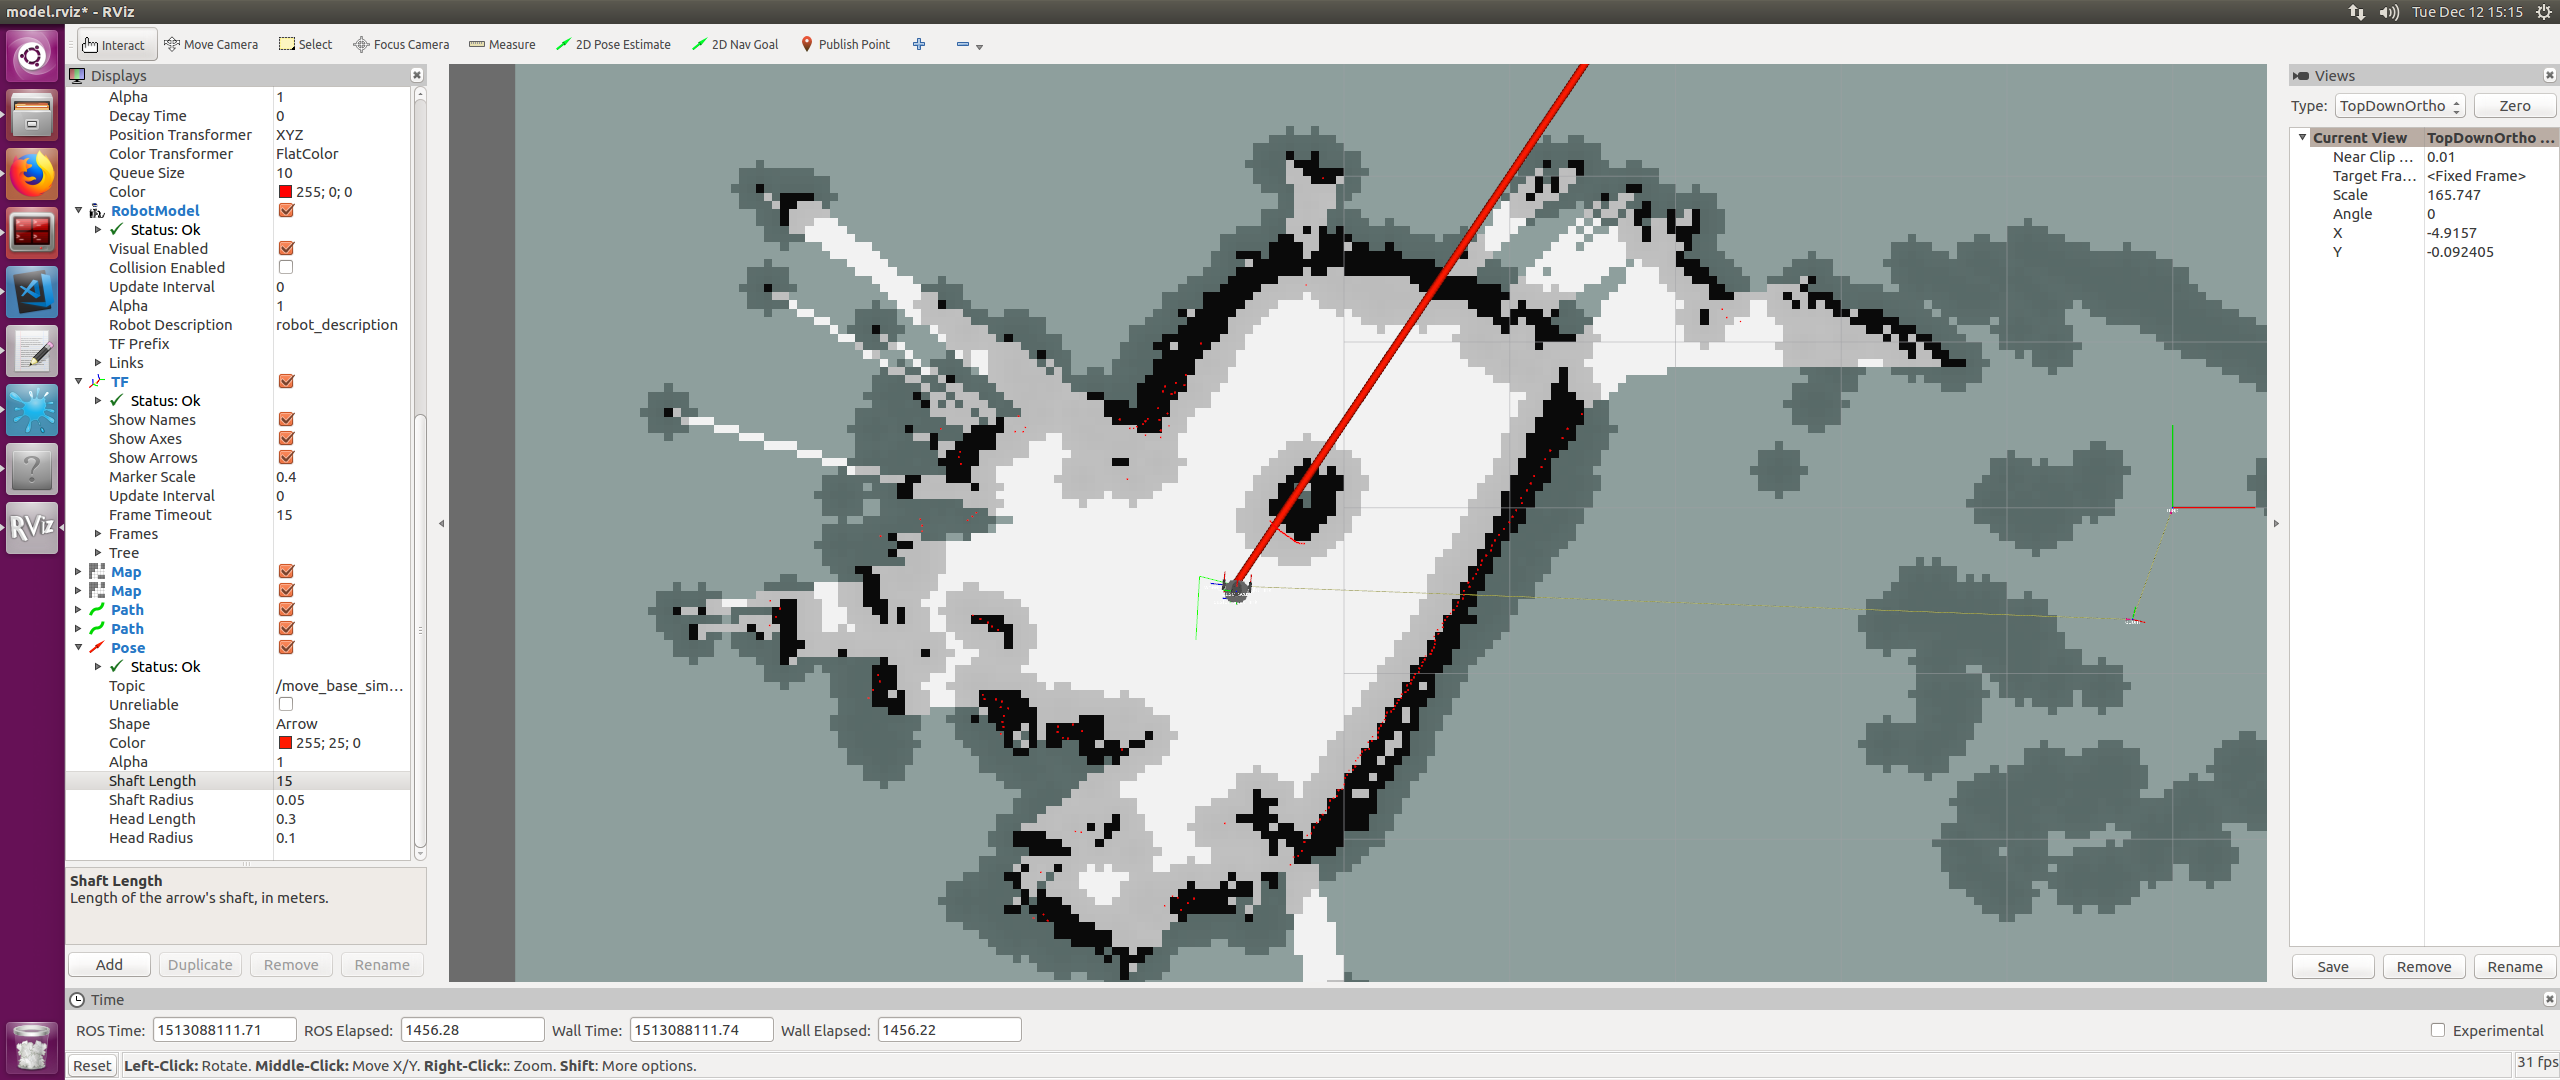 model.rviz* - RViz
Tue Dec 12 15:15
Interact Move Camera Select Focus Camera Measure 2D Pose Estimate 2D Nav Goal Publish Point
Displays
Alpha 1
Decay Time 0
Position Transformer XYZ
Color Transformer FlatColor
Queue Size 10
Color 255; 0; 0
RobotModel
Status: Ok
Visual Enabled
Collision Enabled
Update Interval 0
Alpha 1
Robot Description robot_description
TF Prefix
Links
TF
Status: Ok
Show Names
Show Axes
Show Arrows
Marker Scale 0.4
Update Interval 0
Frame Timeout 15
Frames
Tree
Map
Map
Path
Path
Pose
Status: Ok
Topic /move_base_sim...
Unreliable
Shape Arrow
Color 255; 25; 0
Alpha 1
Shaft Length 15
Shaft Radius 0.05
Head Length 0.3
Head Radius 0.1
Shaft Length
Length of the arrow's shaft, in meters.
Add Duplicate Remove Rename
RViz
Views
Type: TopDownOrtho Zero
Current View TopDownOrtho ...
Near Clip ... 0.01
Target Fra... <Fixed Frame>
Scale 165.747
Angle 0
X -4.9157
Y -0.092405
Save Remove Rename
Time
ROS Time: 1513088111.71 ROS Elapsed: 1456.28 Wall Time: 1513088111.74 Wall Elapsed: 1456.22 Experimental
Reset Left-Click: Rotate. Middle-Click: Move X/Y. Right-Click:: Zoom. Shift: More options. 31 fps